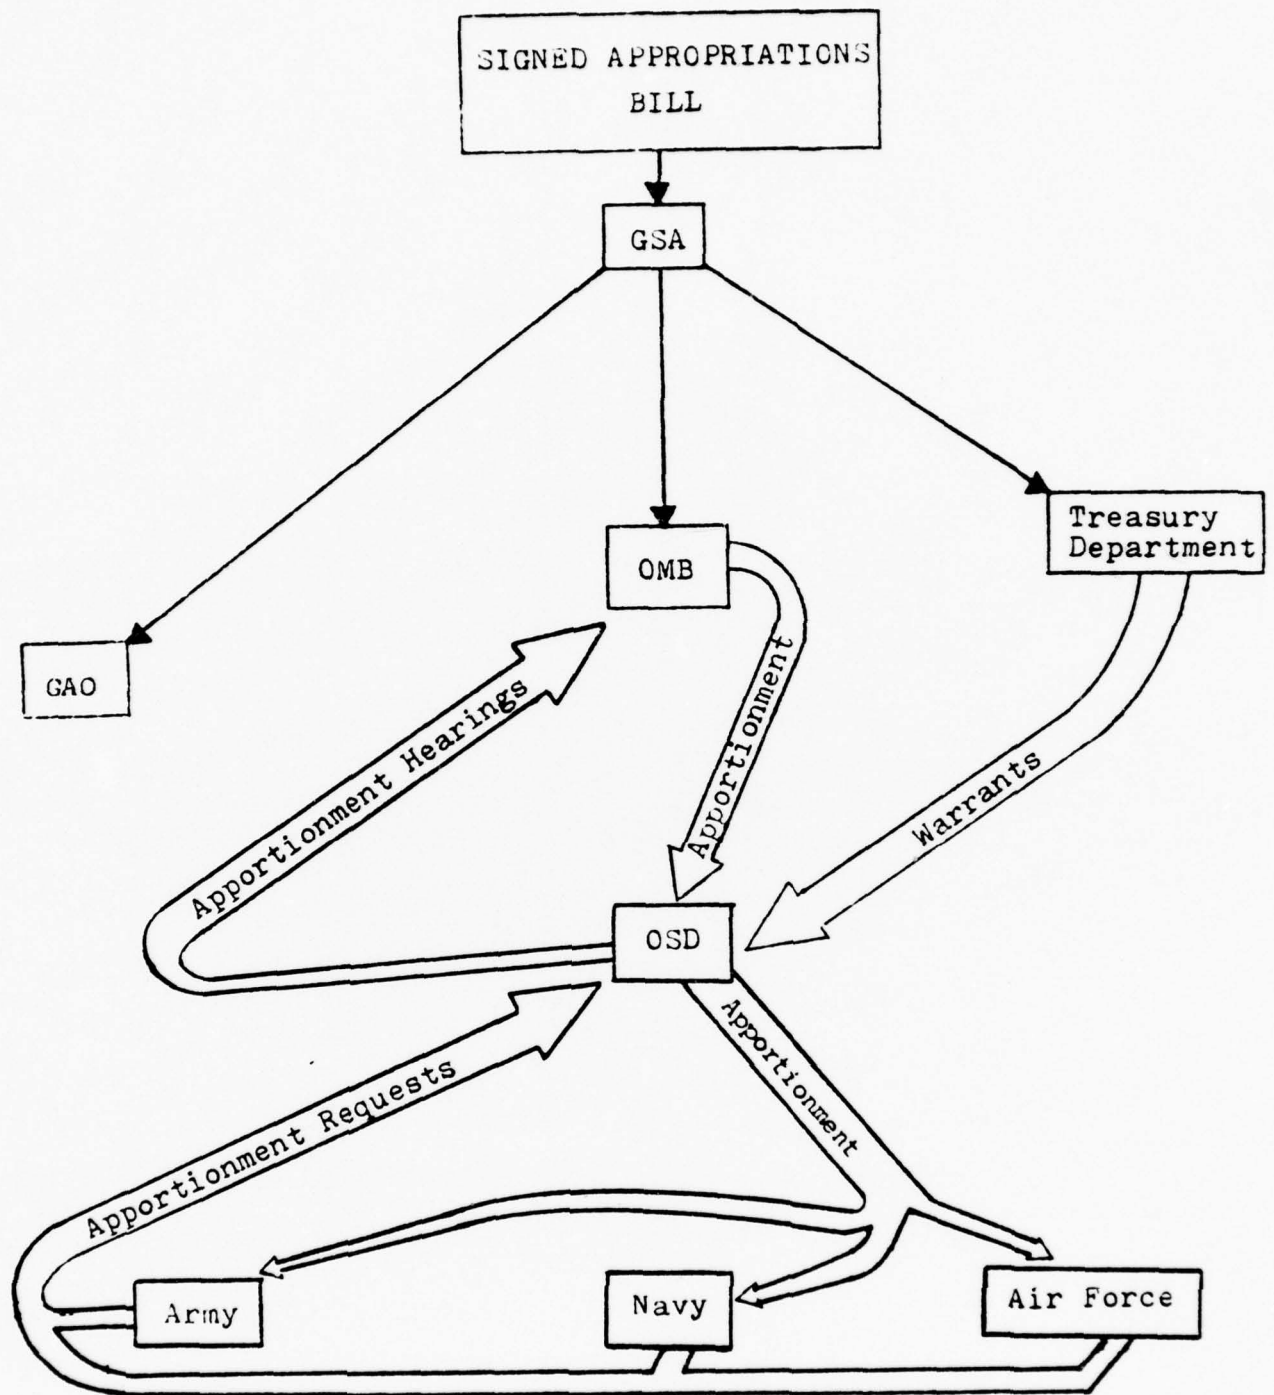 SIGNED APPROPRIATIONS
BILL
GSA
Treasury
Department
OMB
GAO
Apportionment
Apportionment Hearings
Warrants
OSD
Apportionment
Apportionment Requests
Army
Navy
Air Force